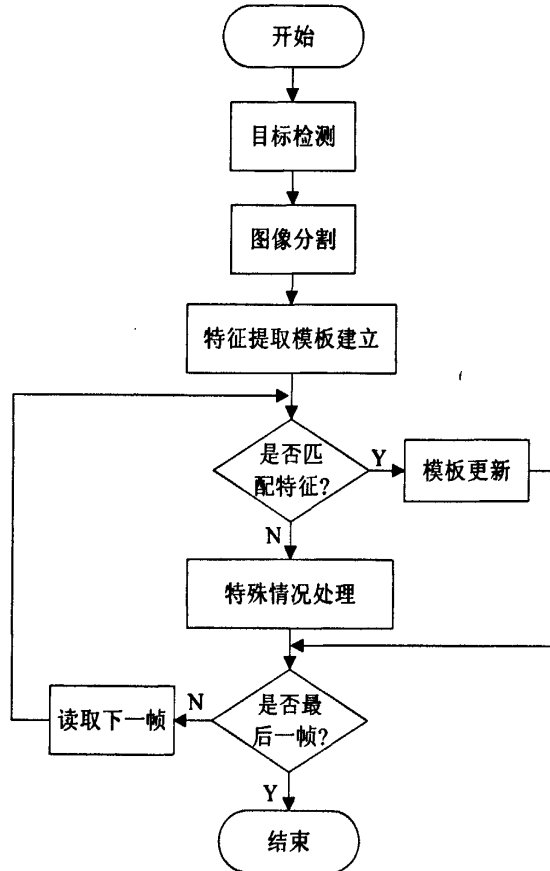 开始
目标检测
图像分割
特征提取模板建立
是否匹
配特征?
Y
模板更新
N
特殊情况处理
是否最
后一帧?
N
读取下一帧
Y
结束